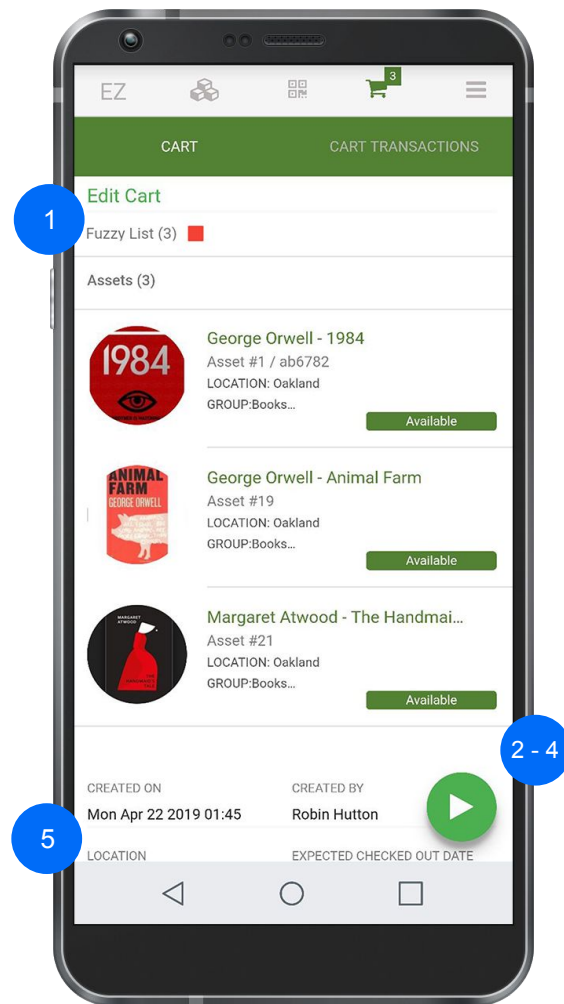 EZ
3
CART
CART TRANSACTIONS
Edit Cart
1
Fuzzy List (3)
Assets (3)
1984
George Orwell - 1984
Asset #1 / ab6782
LOCATION: Oakland
GROUP:Books...
Available
ANIMAL
FARM
GEORGE ORWELL
George Orwell - Animal Farm
Asset #19
LOCATION: Oakland
GROUP:Books...
Available
MARGARET
ATWOOD
Margaret Atwood - The Handmai...
Asset #21
LOCATION: Oakland
GROUP:Books...
Available
2 - 4
CREATED ON
CREATED BY
Mon Apr 22 2019 01:45
Robin Hutton
5
LOCATION
EXPECTED CHECKED OUT DATE